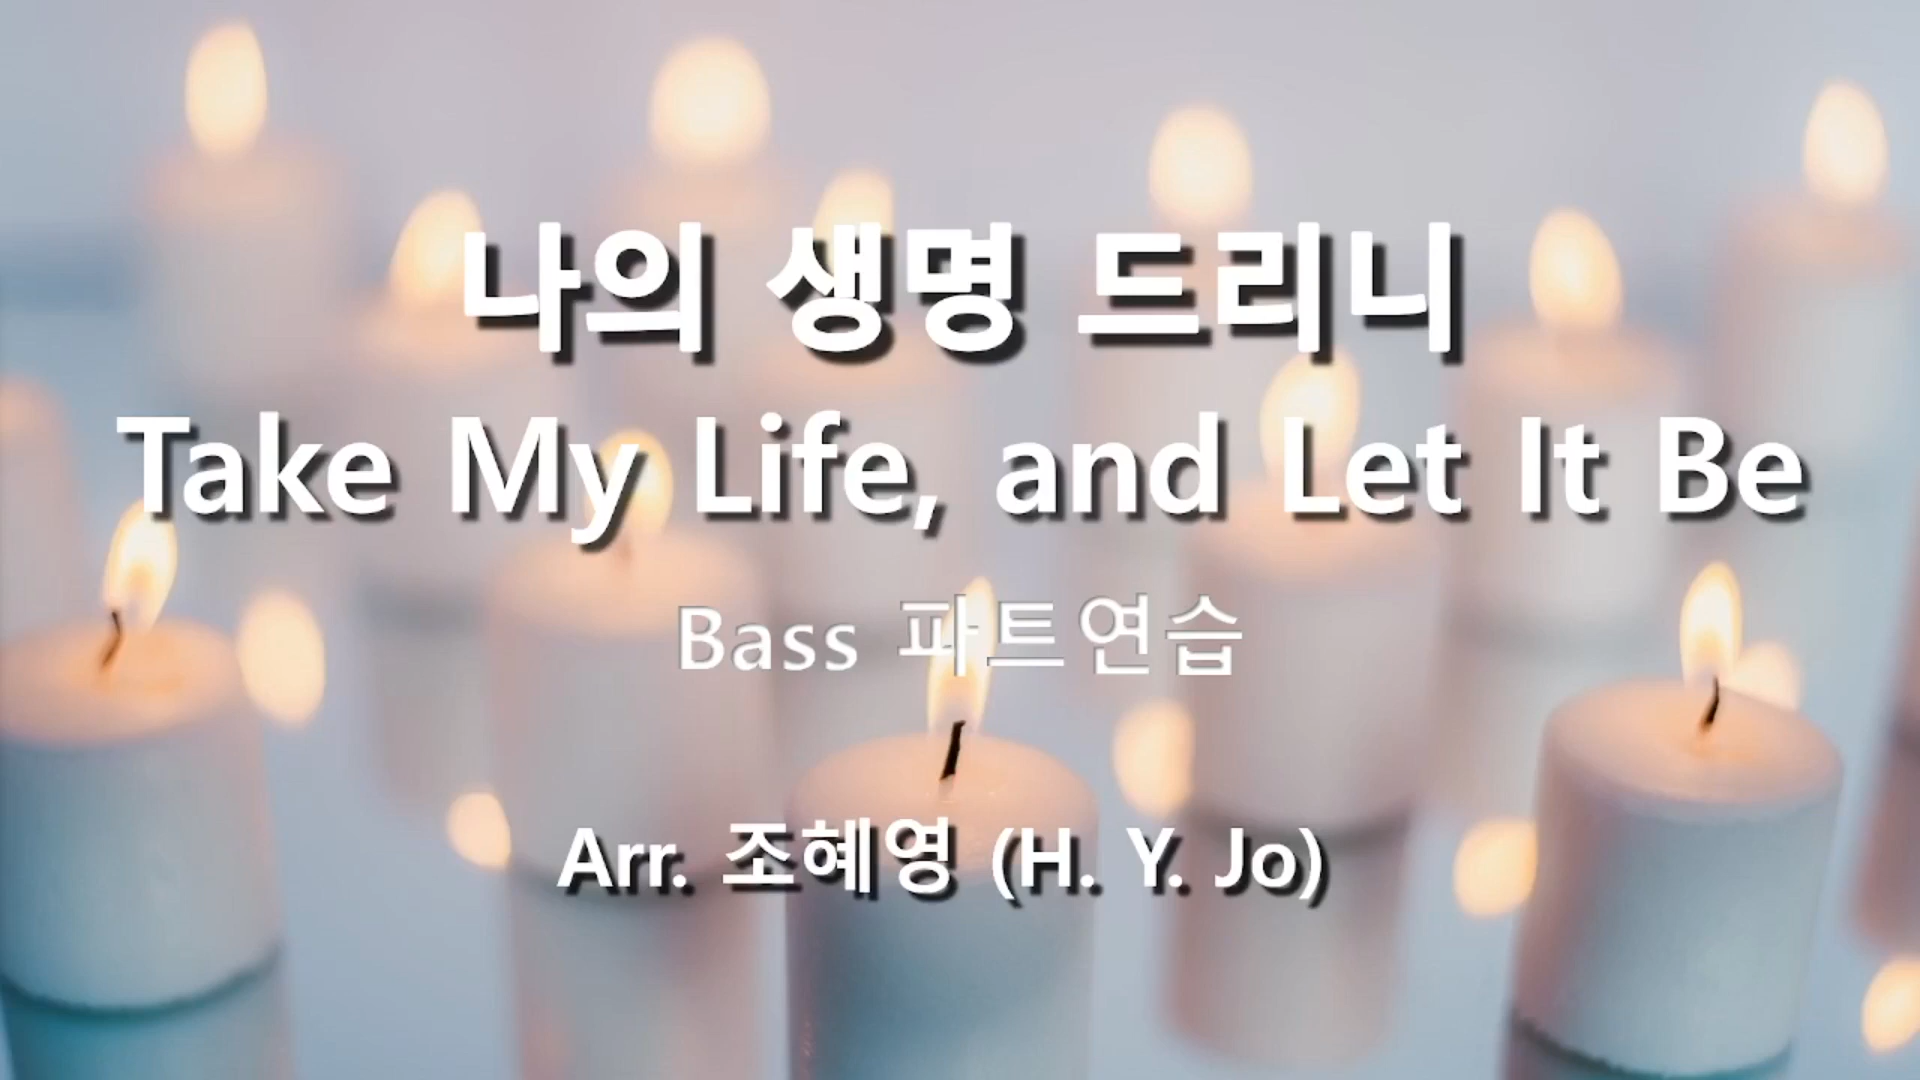 나의 생명 드리니
Take My Life, and Let It Be
Bass 파트연습
Arr. 조혜영 (H. Y. Jo)